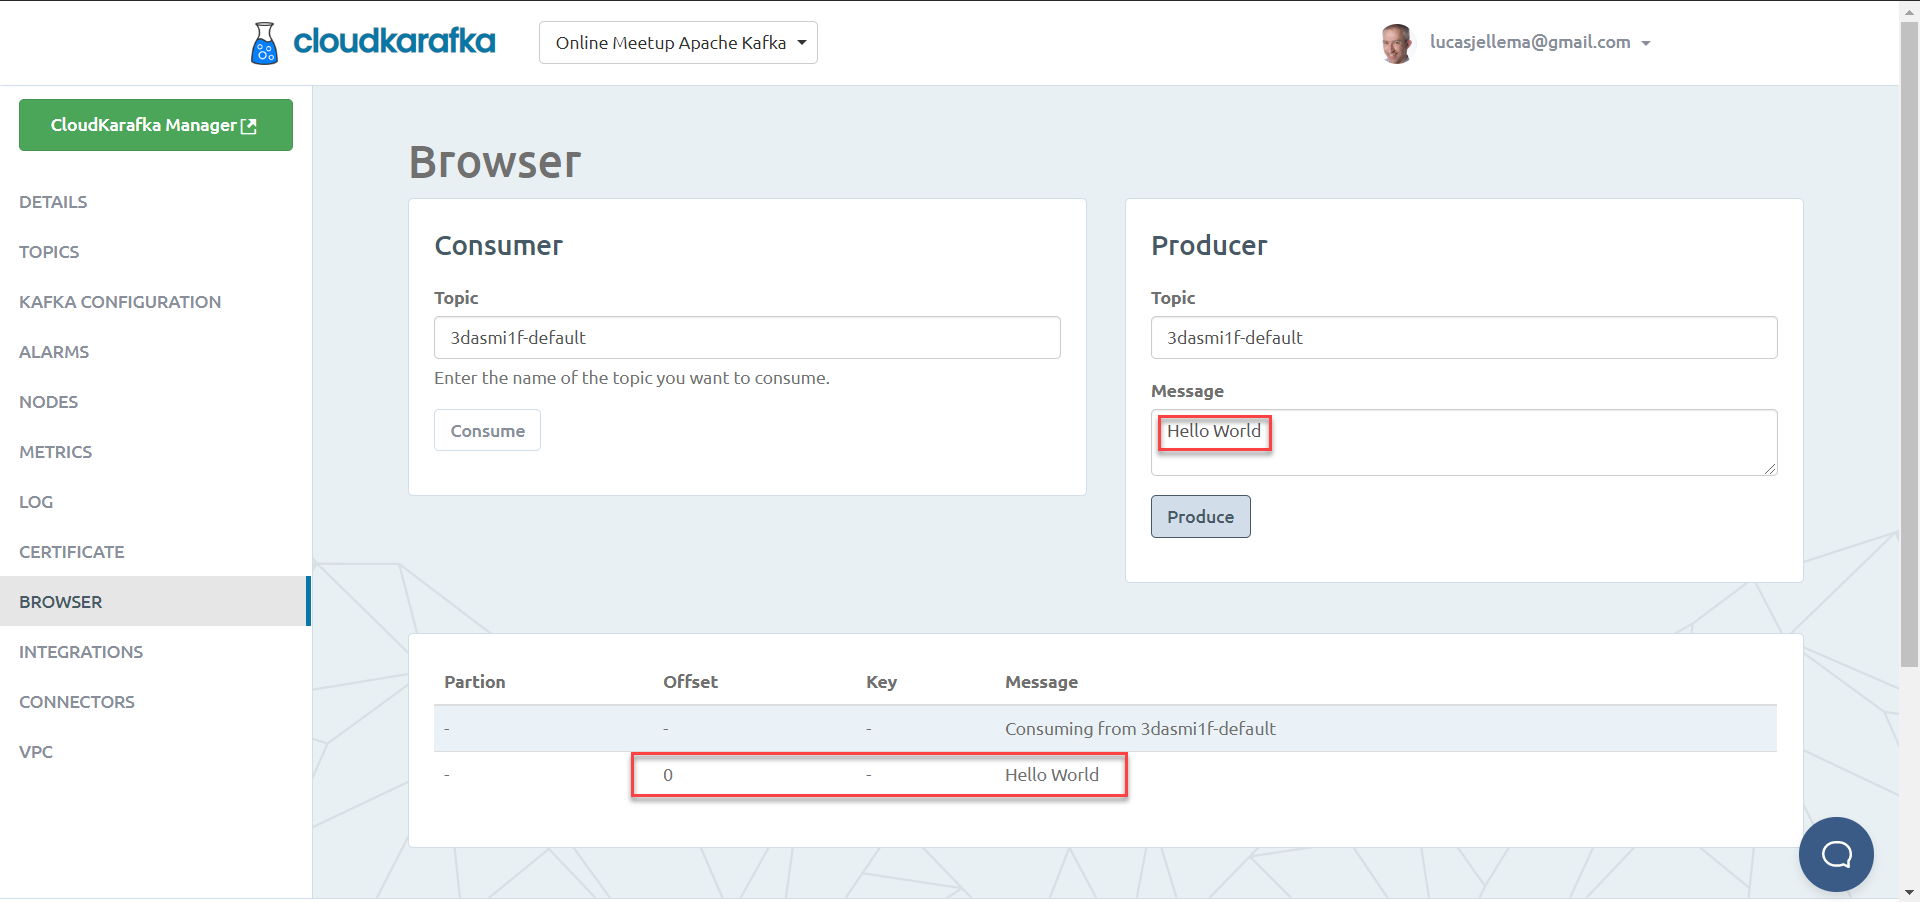 cloudkarafka
Online Meetup Apache Kafka
lucasjellema@gmail.com
CloudKarafka Manager
DETAILS
TOPICS
KAFKA CONFIGURATION
ALARMS
NODES
METRICS
LOG
CERTIFICATE
BROWSER
INTEGRATIONS
CONNECTORS
VPC
Browser
Consumer
Topic
3dasmi1f-default
Enter the name of the topic you want to consume.
Consume
Producer
Topic
3dasmi1f-default
Message
Hello World
Produce
Partion Offset Key Message
- - - Consuming from 3dasmi1f-default
- 0 - Hello World